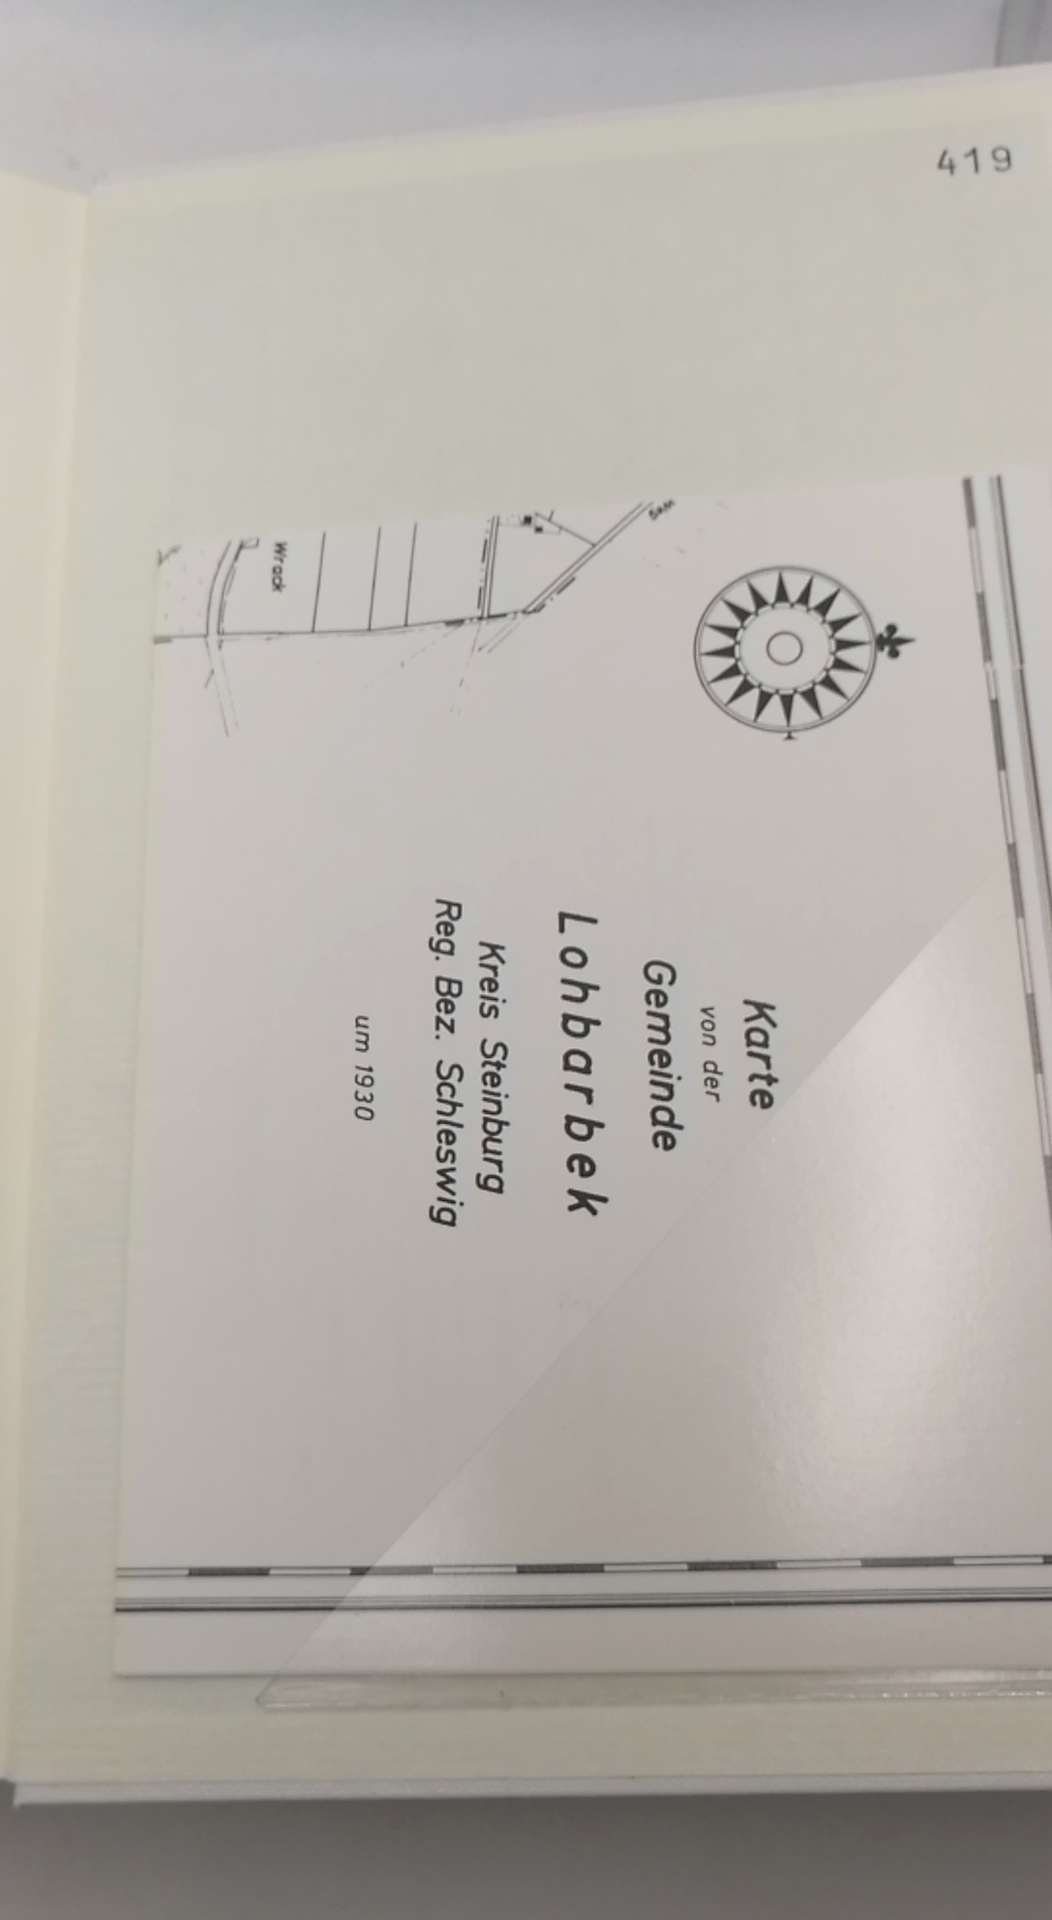 419
Wrack
Karte
von der
Gemeinde
Lohbarbek
Kreis Steinburg
Reg. Bez. Schleswig
um 1930